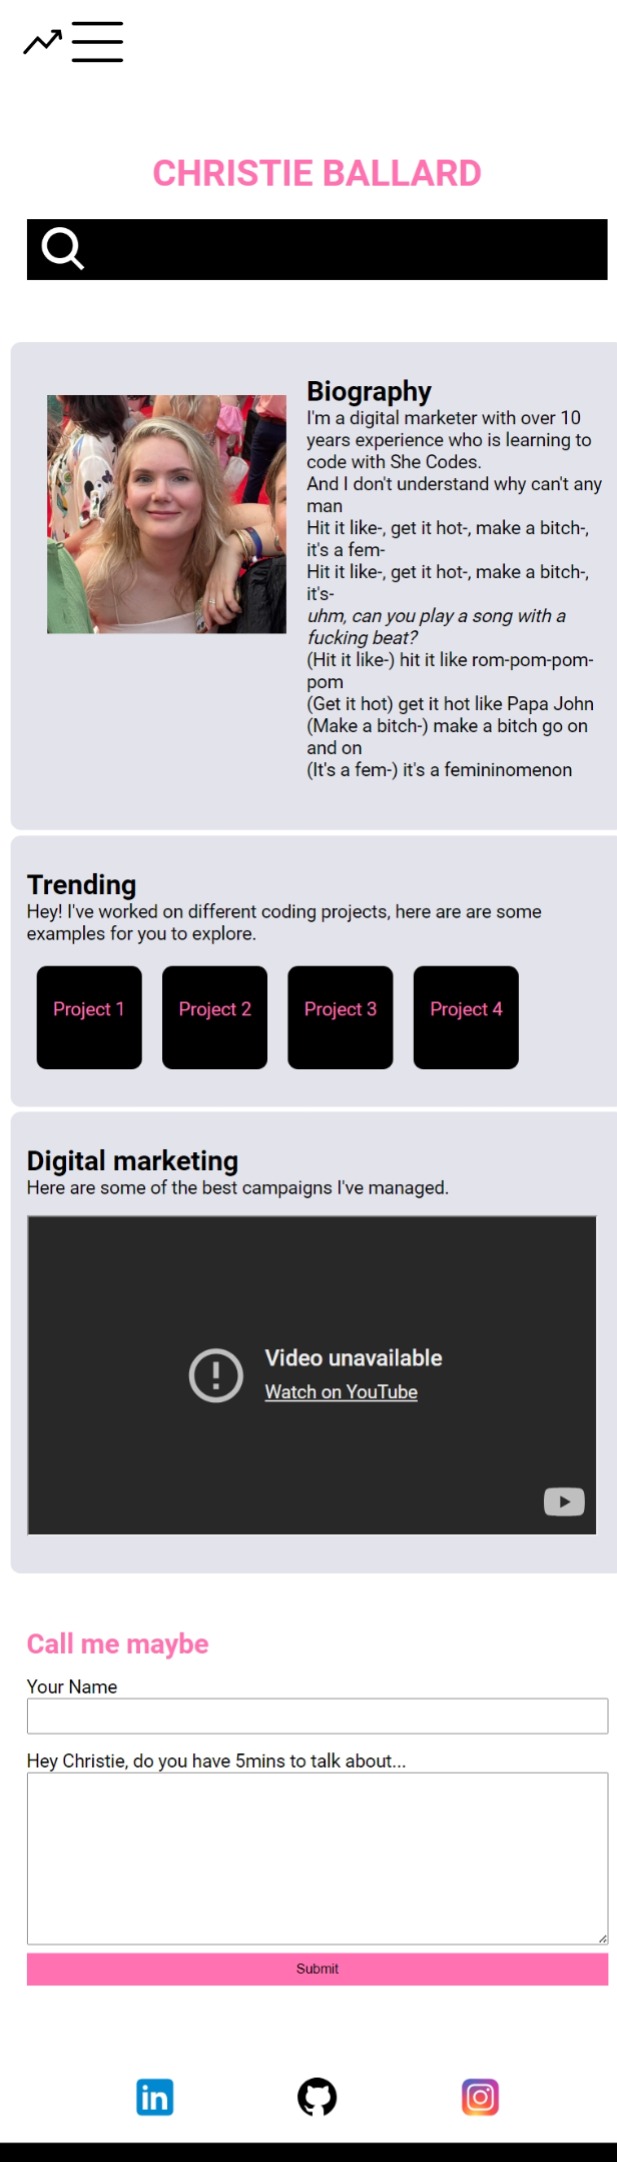 CHRISTIE BALLARD
Biography
I'm a digital marketer with over 10
years experience who is learning to
code with She Codes.
And I don't understand why can't any
man
Hit it like-, get it hot-, make a bitch-,
it's a fem-
Hit it like-, get it hot-, make a bitch-,
it's-
uhm, can you play a song with a
fucking beat?
(Hit it like-) hit it like rom-pom-pom-
pom
(Get it hot) get it hot like Papa John
(Make a bitch-) make a bitch go on
and on
(It's a fem-) it's a femininomenon
Trending
Hey! I've worked on different coding projects, here are are some
examples for you to explore.
Project 1
Project 2
Project 3
Project 4
Digital marketing
Here are some of the best campaigns I've managed.
Video unavailable
Watch on YouTube
Call me maybe
Your Name
Hey Christie, do you have 5mins to talk about...
Submit
in